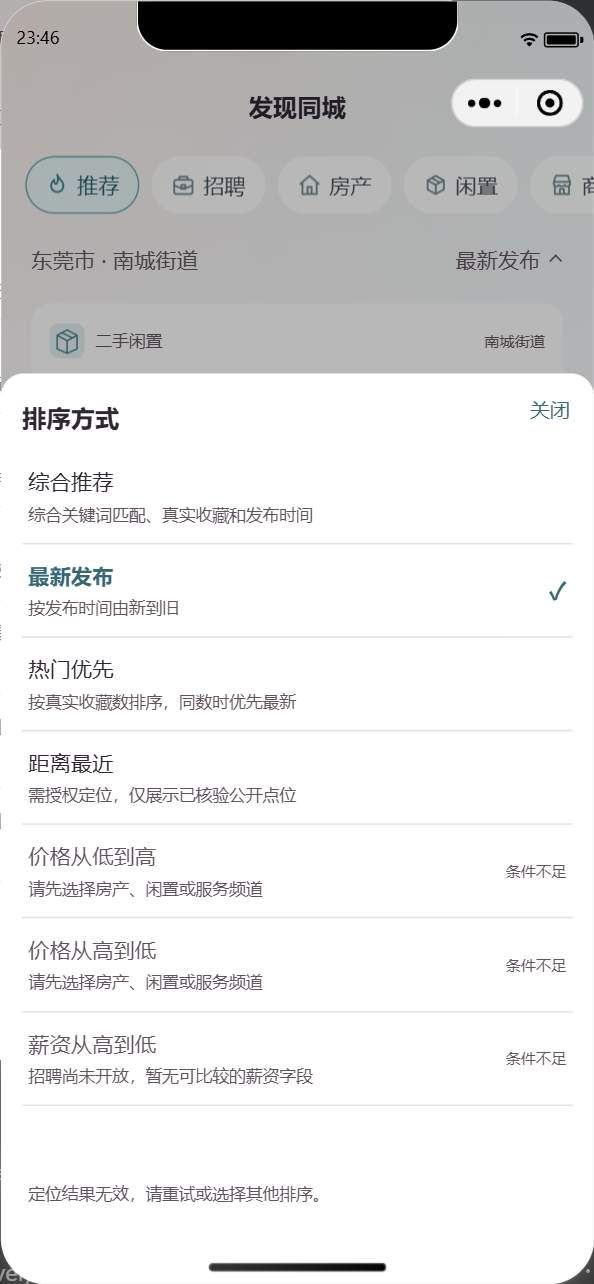 23:46
发现同城
推荐 招聘 房产 闲置
东莞市 · 南城街道 最新发布
二手闲置 南城街道
排序方式 关闭
综合推荐
综合关键词匹配、真实收藏和发布时间
最新发布
按发布时间由新到旧
热门优先
按真实收藏数排序，同数时优先最新
距离最近
需授权定位，仅展示已核验公开点位
价格从低到高
请先选择房产、闲置或服务频道
条件不足
价格从高到低
请先选择房产、闲置或服务频道
条件不足
薪资从高到低
招聘尚未开放，暂无可比较的薪资字段
条件不足
定位结果无效，请重试或选择其他排序。